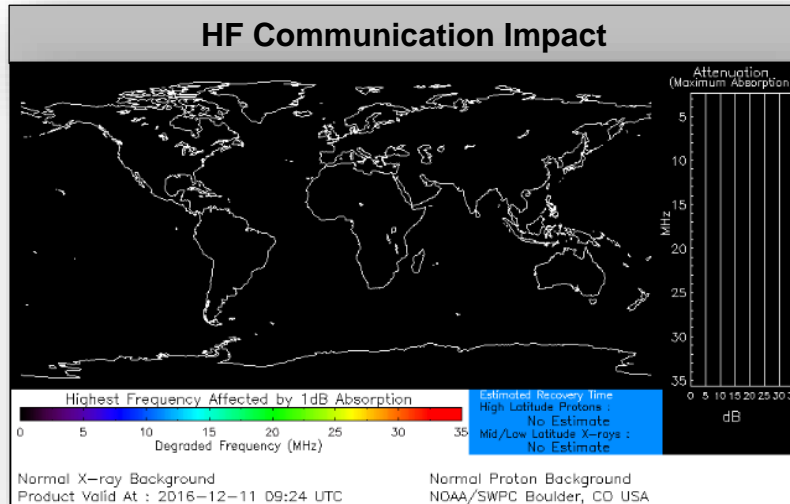 HF Communication Impact
Attenuation
(Maximum Absorption
5
10
15
20
25
30
35
MHz
0 5 10 15 20 25 30
dB
Highest Frequency Affected by 1dB Absorption
0 5 10 15 20 25 30 35
Degraded Frequency (MHz)
Estimated Recovery Time
High Latitude Protons :
No Estimate
Mid/Low Latitude X-rays :
No Estimate
Normal X-ray Background
Product Valid At : 2016-12-11 09:24 UTC
Normal Proton Background
NOAA/SWPC Boulder, CO USA